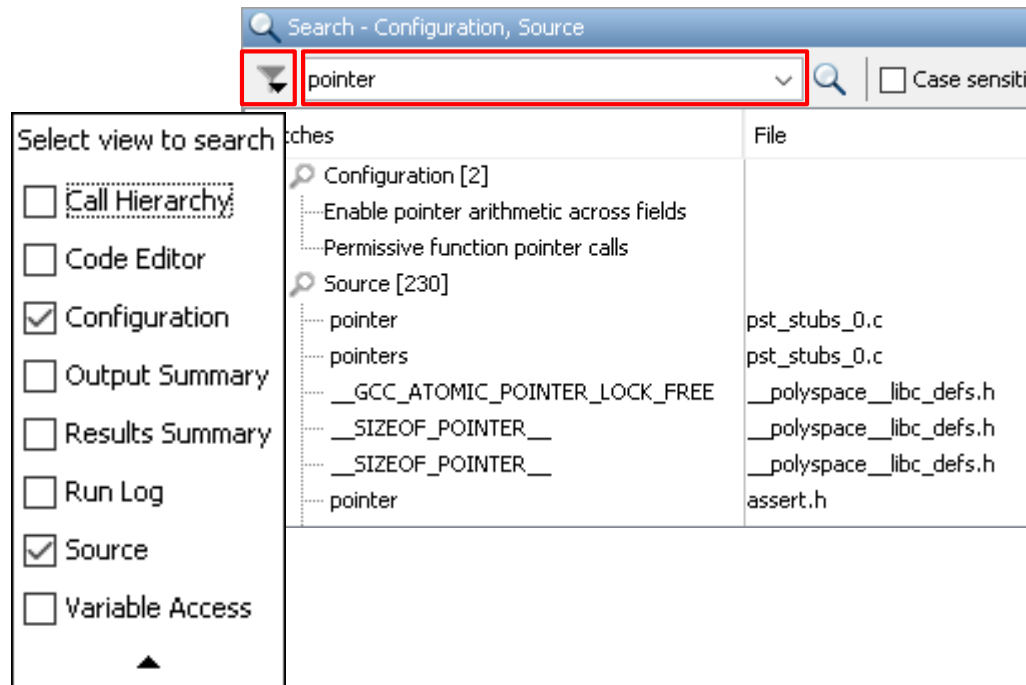 Search - Configuration, Source
pointer
Case sensiti
Select view to search
tches
File
Call Hierarchy
Code Editor
Configuration
Output Summary
Results Summary
Run Log
Source
Variable Access
Configuration [2]
Enable pointer arithmetic across fields
Permissive function pointer calls
Source [230]
pointer pst_stubs_0.c
pointers pst_stubs_0.c
__GCC_ATOMIC_POINTER_LOCK_FREE __polyspace__libc_defs.h
__SIZEOF_POINTER__ __polyspace__libc_defs.h
__SIZEOF_POINTER__ __polyspace__libc_defs.h
pointer assert.h